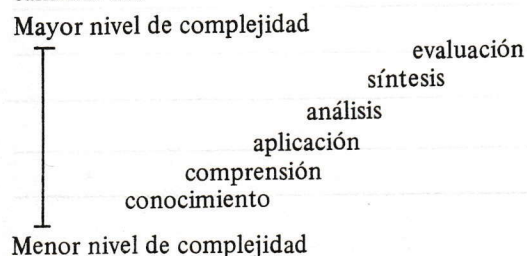 Mayor nivel de complejidad
evaluación
síntesis
análisis
aplicación
comprensión
conocimiento
Menor nivel de complejidad